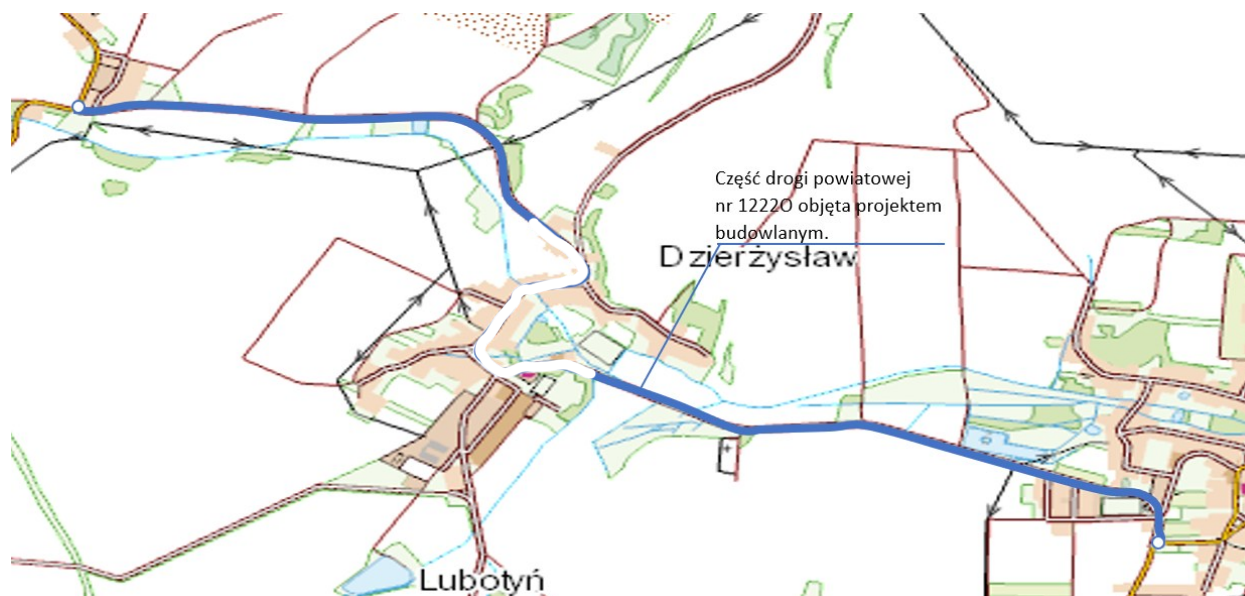 Część drogi powiatowej
nr 1222O objęta projektem
budowlanym.
Dzierżysław
Lubotyń